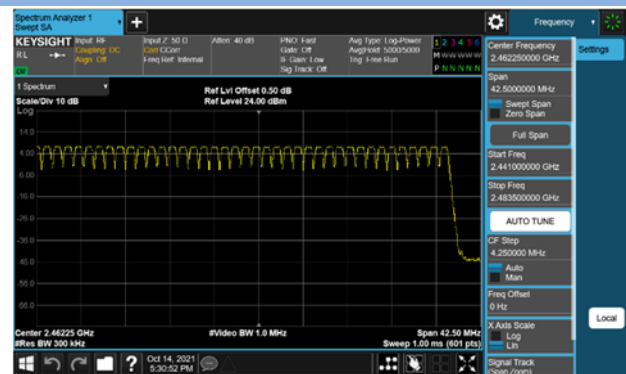 Spectrum Analyzer 1
Swept SA
Frequency
KEYSIGHT
Input: RF
Coupling: DC
Align: Off
Input Z: 50 Ω
Corr CCorr
Freq Ref: Internal
Atten: 40 dB
PNO: Fast
Gate: Off
IF Gain: Low
Sig Track: Off
Avg Type: Log-Power
Avg|Hold: 5000/5000
Trig: Free Run
1 2 3 4 5 6
M W W W W W
P N N N N N
RL
1 Spectrum
Scale/Div 10 dB
Ref Lvl Offset 0.50 dB
Ref Level 24.00 dBm
Log
14.0
4.00
-6.00
-16.0
-26.0
-36.0
-46.0
-56.0
-66.0
Center 2.46225 GHz
#Res BW 300 kHz
#Video BW 1.0 MHz
Span 42.50 MHz
Sweep 1.00 ms (601 pts)
Center Frequency
2.462250000 GHz
Span
42.5000000 MHz
Swept Span
Zero Span
Full Span
Start Freq
2.441000000 GHz
Stop Freq
2.483500000 GHz
AUTO TUNE
CF Step
4.250000 MHz
Auto
Man
Freq Offset
0 Hz
X Axis Scale
Log
Lin
Signal Track
(Span Zoom)
Settings
Local
Oct 14, 2021
5:30:52 PM